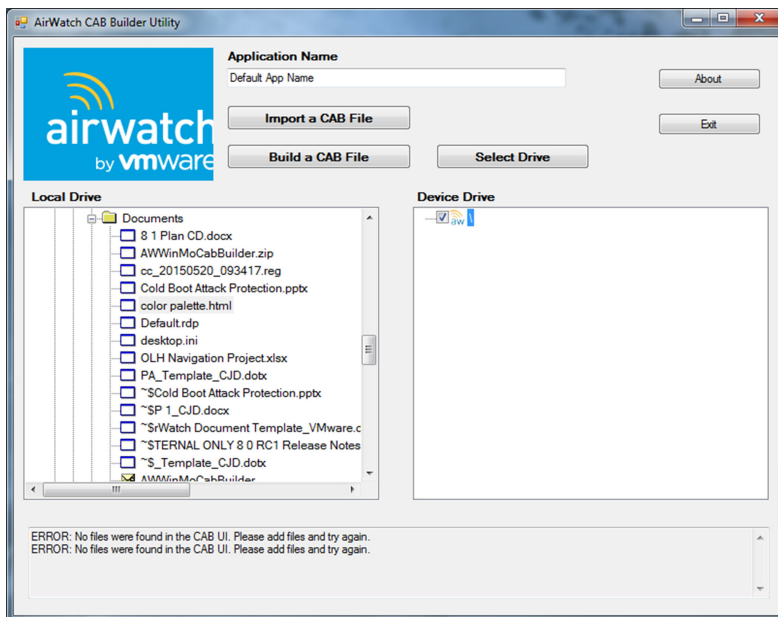 AirWatch CAB Builder Utility
airwatch
by vmware
Application Name
Default App Name
About
Import a CAB File
Exit
Build a CAB File
Select Drive
Local Drive
Documents
8 1 Plan CD.docx
AWWinMoCabBuilder.zip
cc_20150520_093417.reg
Cold Boot Attack Protection.pptx
color palette.html
Default.rdp
desktop.ini
OLH Navigation Project.xlsx
PA_Template_CJD.dotx
~$Cold Boot Attack Protection.pptx
~$P 1_CJD.docx
~$rWatch Document Template_VMware.c
~$TERNAL ONLY 8 0 RC1 Release Notes
~$_Template_CJD.dotx
AWWinMoCabBuilder
Device Drive
aw \
ERROR: No files were found in the CAB UI. Please add files and try again.
ERROR: No files were found in the CAB UI. Please add files and try again.